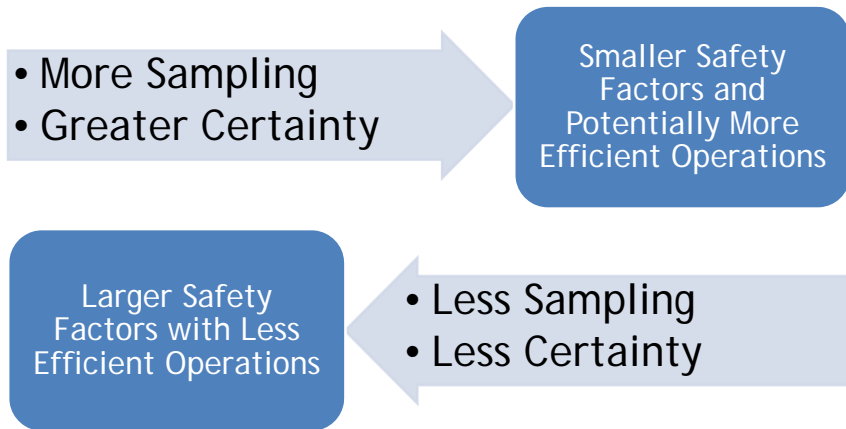 • More Sampling
• Greater Certainty
Smaller Safety
Factors and
Potentially More
Efficient Operations
Larger Safety
Factors with Less
Efficient Operations
• Less Sampling
• Less Certainty